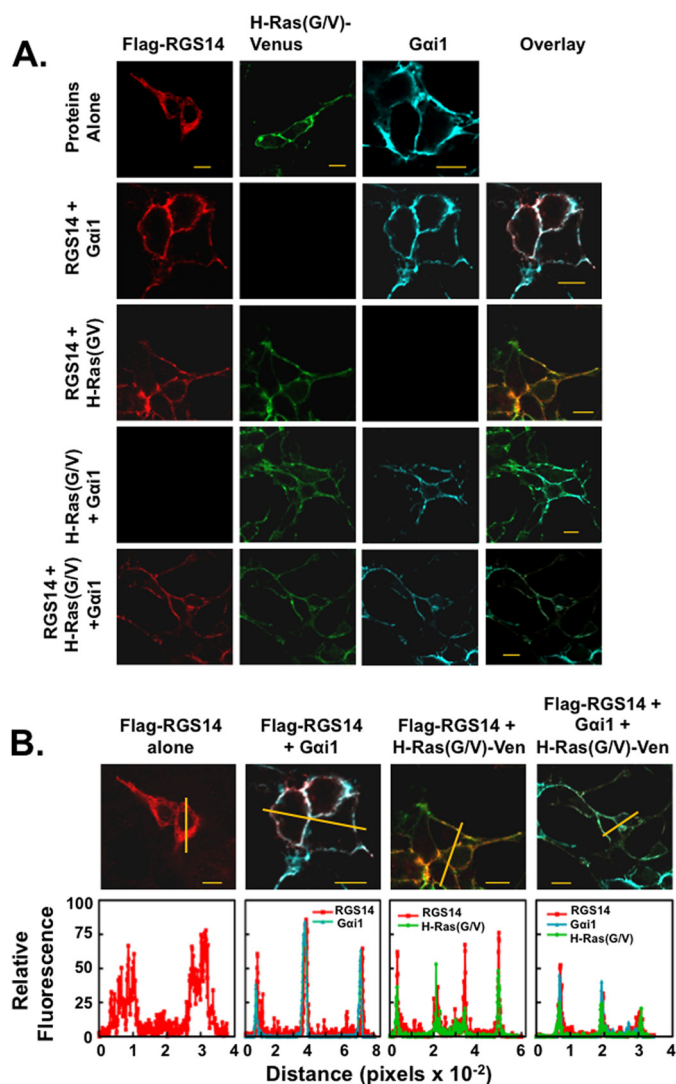 A.
Flag-RGS14
H-Ras(G/V)-
Venus
Gαi1
Overlay
Proteins
Alone
RGS14 +
Gαi1
RGS14 +
H-Ras(GV)
H-Ras(G/V)
+ Gαi1
RGS14 +
H-Ras(G/V)
+Gαi1
B.
Flag-RGS14
alone
Flag-RGS14
+ Gαi1
Flag-RGS14 +
H-Ras(G/V)-Ven
Flag-RGS14 +
Gαi1 +
H-Ras(G/V)-Ven
Relative
Fluorescence
100
75
50
25
0
RGS14
Gαi1
RGS14
H-Ras(G/V)
RGS14
Gαi1
H-Ras(G/V)
0 1 2 3 4
0 2 4 6 8
0 1 2 3 4 5
0 1 2 3 4
Distance (pixels x 10-2)